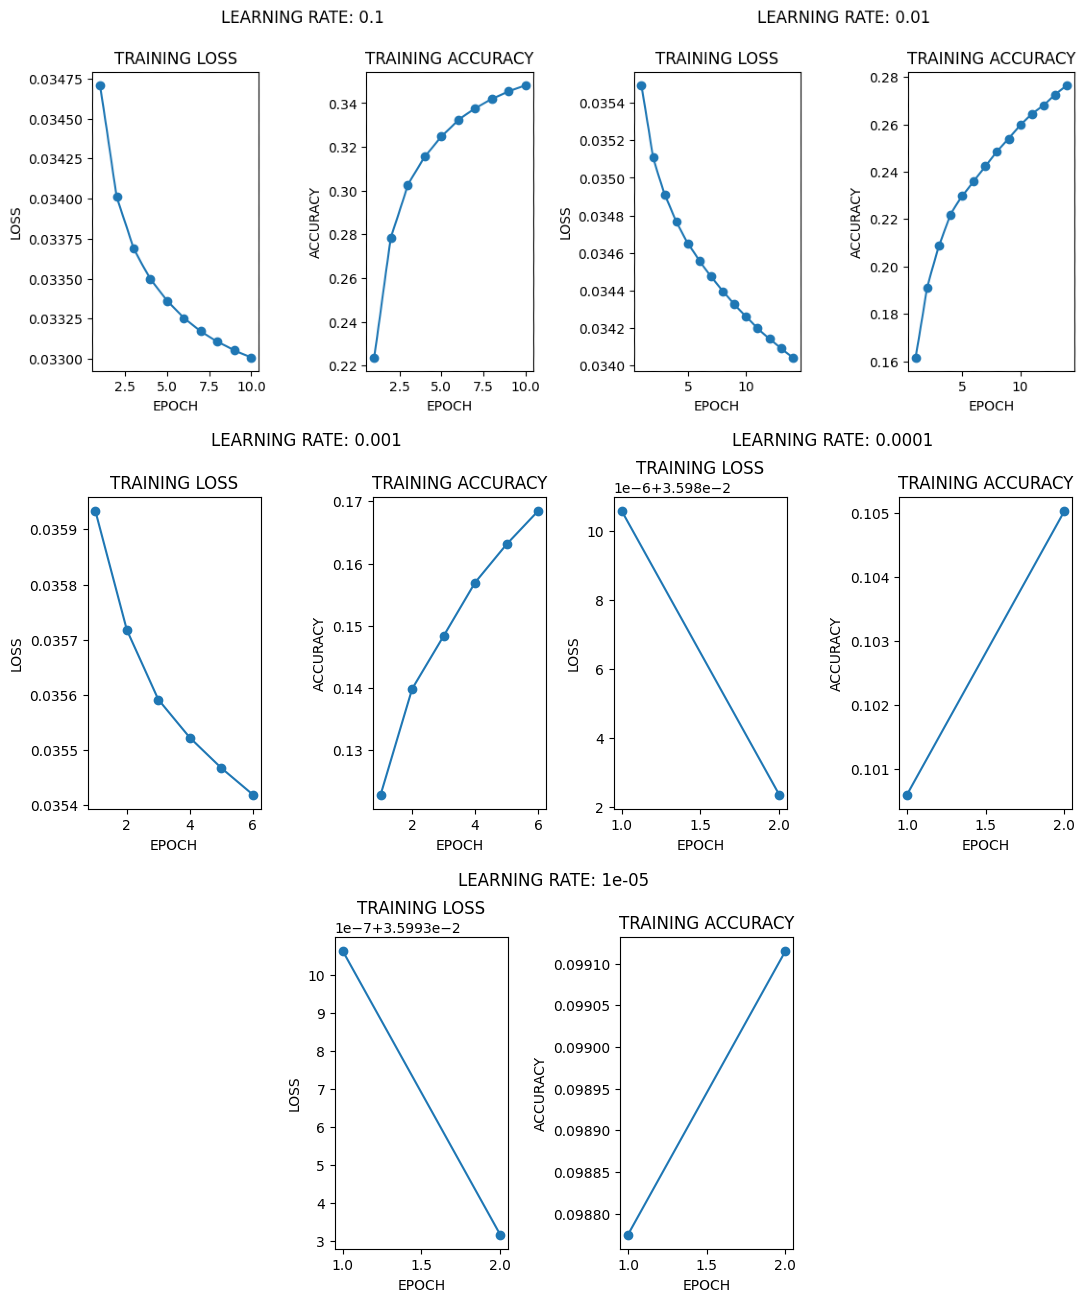 LEARNING RATE: 0.1
TRAINING LOSS
0.03475
0.03450
0.03425
0.03400
0.03375
0.03350
0.03325
0.03300
LOSS
2.5 5.0 7.5 10.0
EPOCH
TRAINING ACCURACY
0.34
0.32
0.30
0.28
0.26
0.24
0.22
ACCURACY
2.5 5.0 7.5 10.0
EPOCH
LEARNING RATE: 0.01
TRAINING LOSS
0.0354
0.0352
0.0350
0.0348
0.0346
0.0344
0.0342
0.0340
LOSS
5 10
EPOCH
TRAINING ACCURACY
0.28
0.26
0.24
0.22
0.20
0.18
0.16
ACCURACY
5 10
EPOCH
LEARNING RATE: 0.001
TRAINING LOSS
0.0359
0.0358
0.0357
0.0356
0.0355
0.0354
LOSS
2 4 6
EPOCH
TRAINING ACCURACY
0.17
0.16
0.15
0.14
0.13
ACCURACY
2 4 6
EPOCH
LEARNING RATE: 0.0001
TRAINING LOSS
1e−6+3.598e−2
10
8
6
4
2
LOSS
1.0 1.5 2.0
EPOCH
TRAINING ACCURACY
0.105
0.104
0.103
0.102
0.101
ACCURACY
1.0 1.5 2.0
EPOCH
LEARNING RATE: 1e-05
TRAINING LOSS
1e−7+3.5993e−2
10
9
8
7
6
5
4
3
LOSS
1.0 1.5 2.0
EPOCH
TRAINING ACCURACY
0.09910
0.09905
0.09900
0.09895
0.09890
0.09885
0.09880
ACCURACY
1.0 1.5 2.0
EPOCH